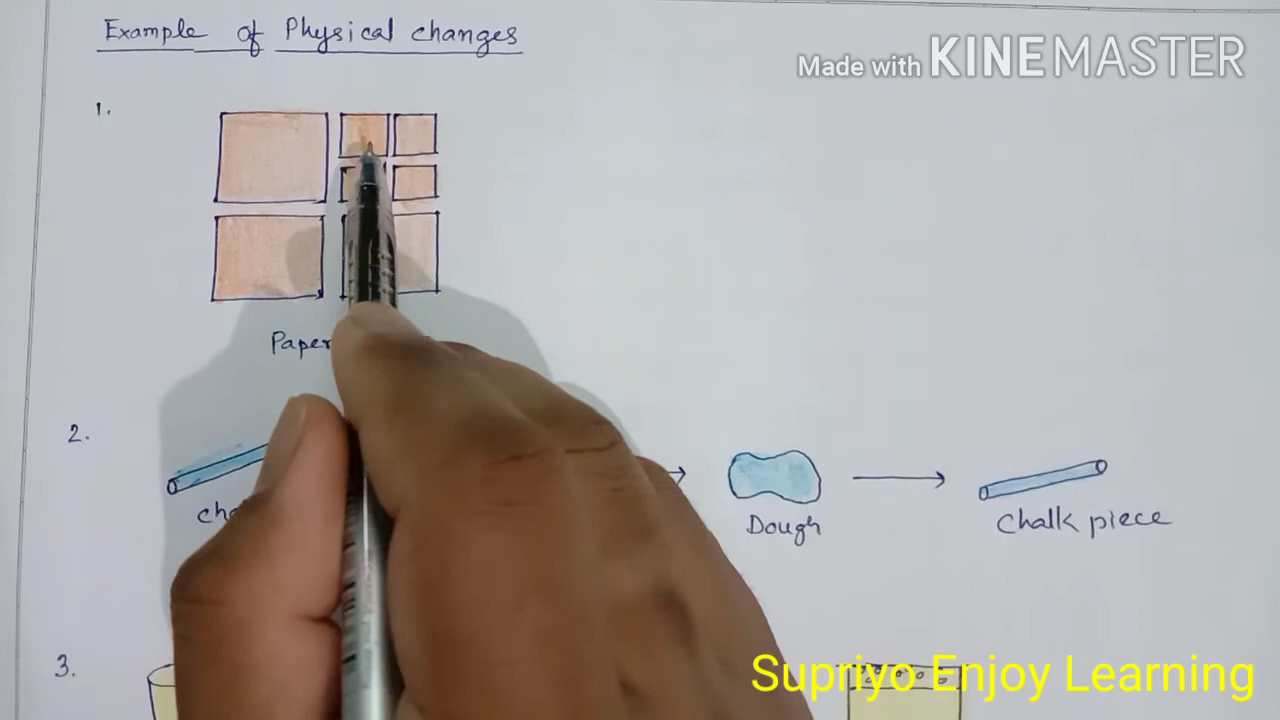 Example of Physical changes
Made with KINEMASTER
1.
Paper
2.
Dough
chalk piece
3.
Supriyo Enjoy Learning